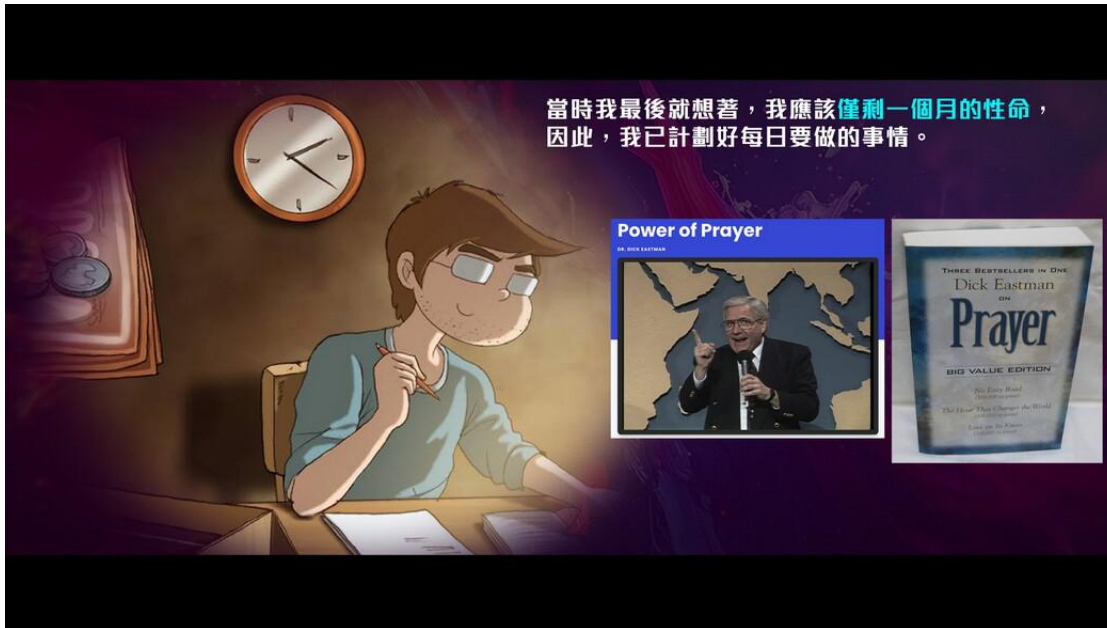 當時我最後就想著，我應該僅剩一個月的性命，
因此，我已計劃好每日要做的事情。
Power of Prayer
DR. DICK EASTMAN
THREE BESTSELLERS IN ONE
Dick Eastman
ON
Prayer
BIG VALUE EDITION
No Easy Road
The Hour That Changes the World
Love on Its Knees